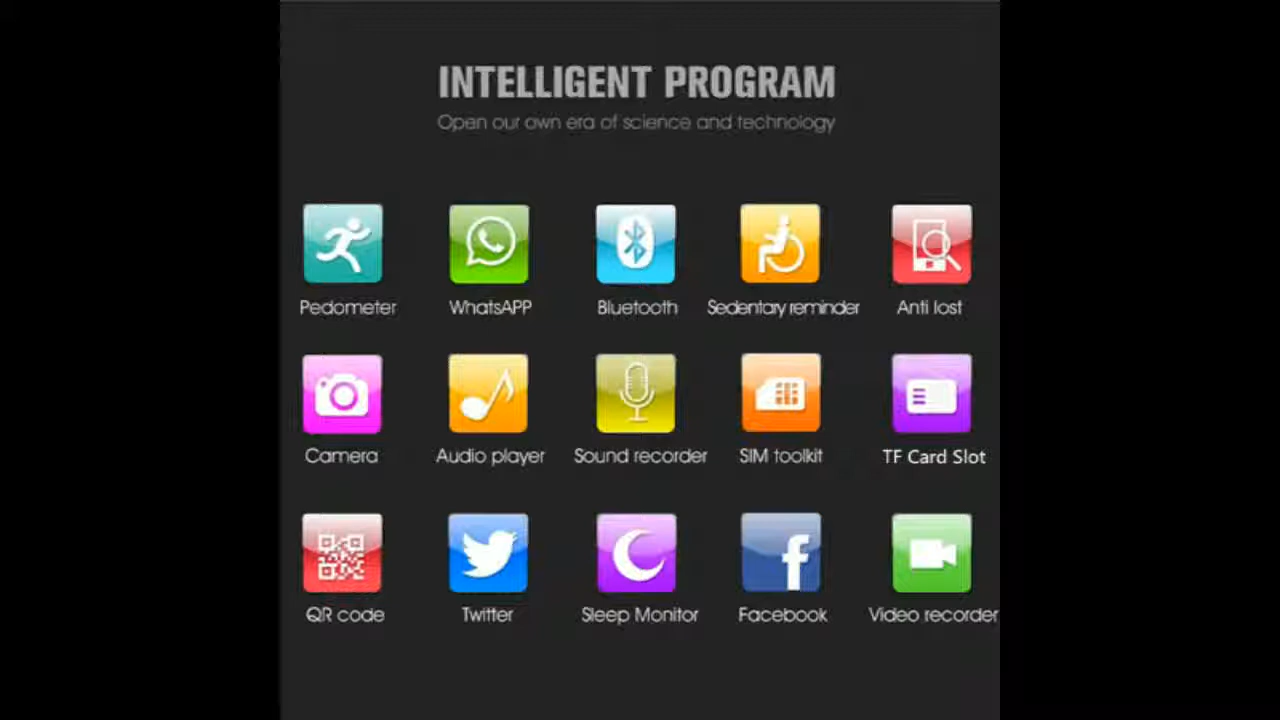 INTELLIGENT PROGRAM
Open our own era of science and technology
Pedometer WhatsAPP Bluetooth Sedentary reminder Anti lost
Camera Audio player Sound recorder SIM toolkit TF Card Slot
QR code Twitter Sleep Monitor Facebook Video recorder